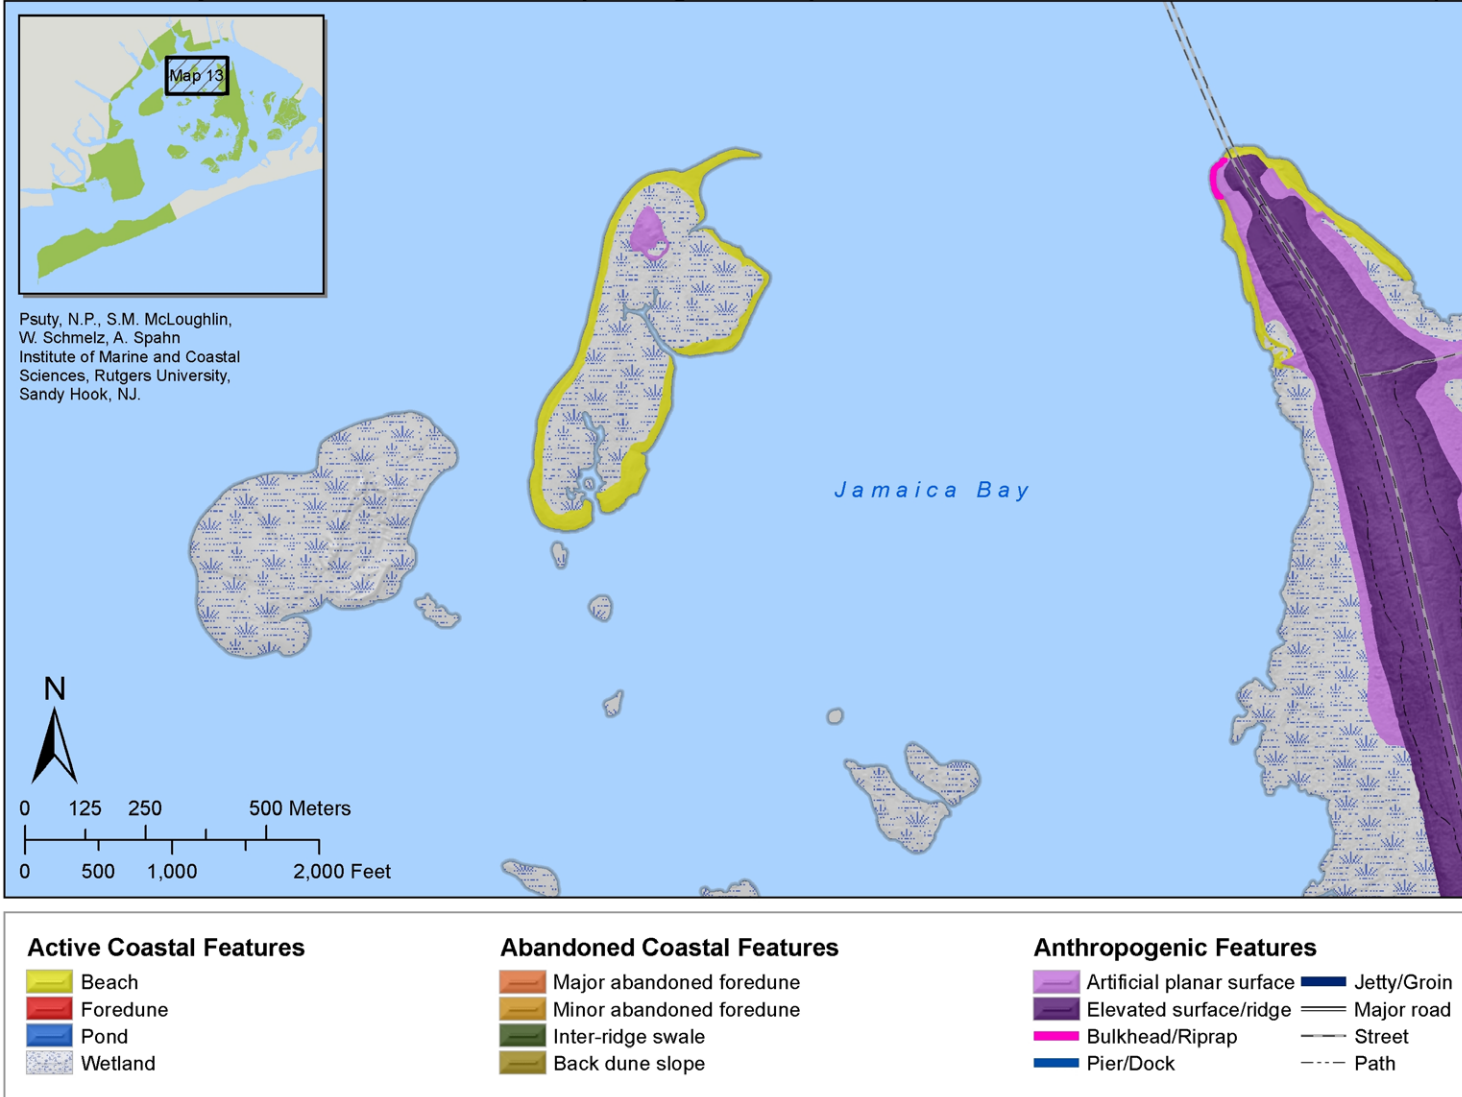 Map 13
Psuty, N.P., S.M. McLoughlin,
W. Schmelz, A. Spahn
Institute of Marine and Coastal
Sciences, Rutgers University,
Sandy Hook, NJ.
Jamaica Bay
N
0 125 250 500 Meters
0 500 1,000 2,000 Feet
Active Coastal Features
Beach
Foredune
Pond
Wetland
Abandoned Coastal Features
Major abandoned foredune
Minor abandoned foredune
Inter-ridge swale
Back dune slope
Anthropogenic Features
Artificial planar surface
Elevated surface/ridge
Bulkhead/Riprap
Pier/Dock
Jetty/Groin
Major road
Street
Path